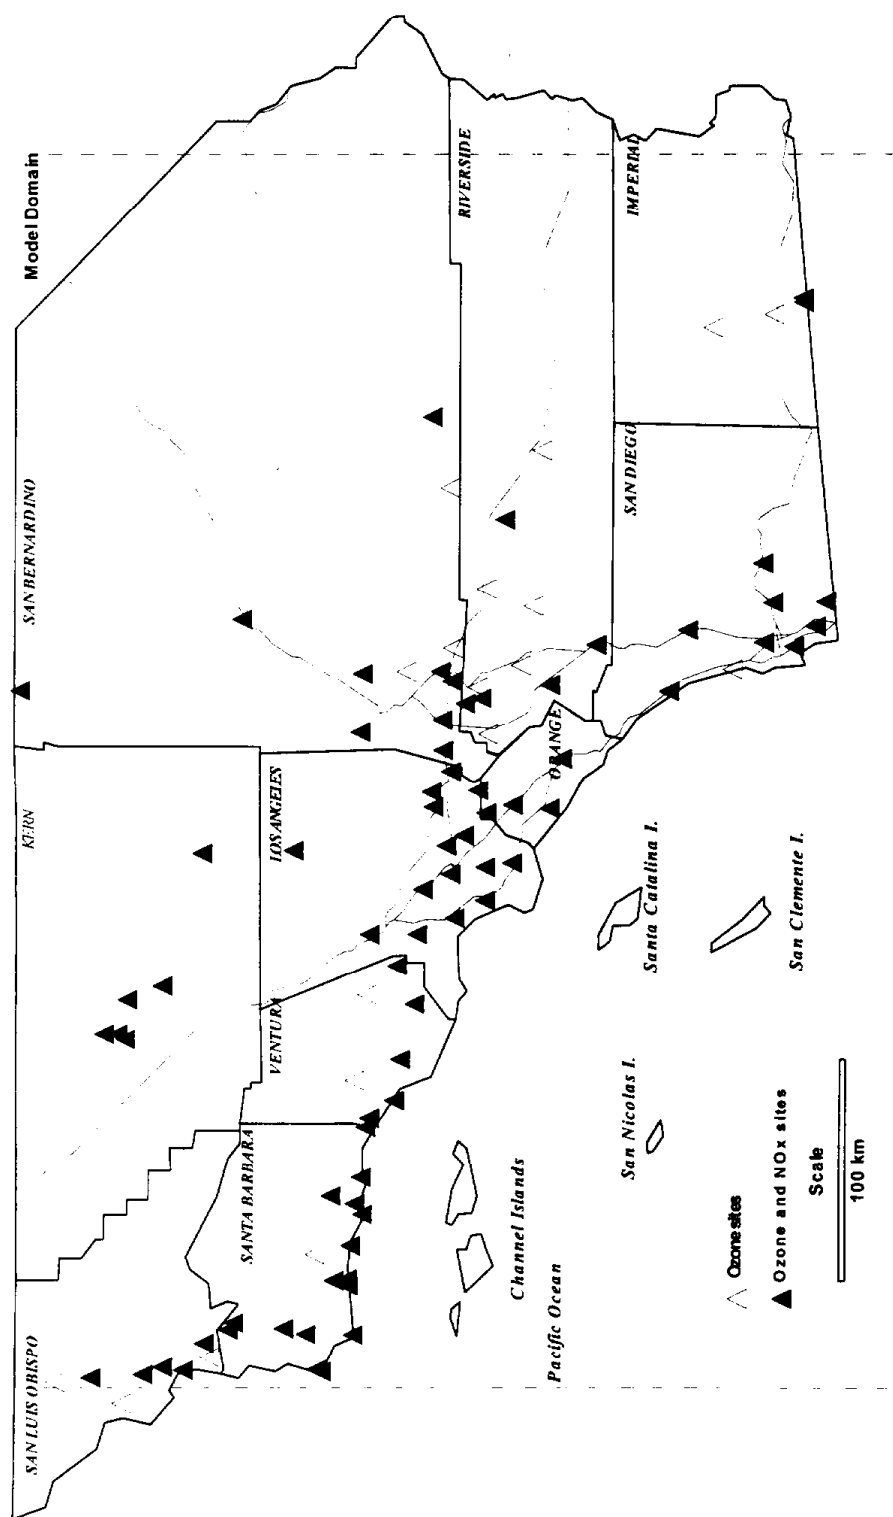 Model Domain
SAN LUIS OBISPO
KERN
SAN BERNARDINO
SANTA BARBARA
VENTURA
LOS ANGELES
ORANGE
RIVERSIDE
SAN DIEGO
IMPERIAL
Channel Islands
Pacific Ocean
San Nicolas I.
Santa Catalina I.
San Clemente I.
Ozone sites
Ozone and NOx sites
Scale
100 km